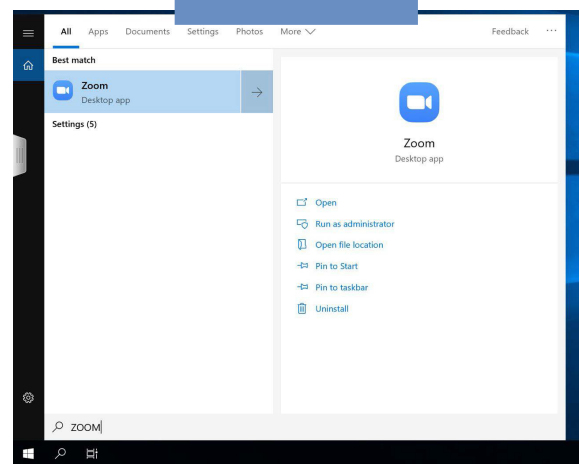 All Apps Documents Settings Photos More Feedback ...
Best match
Zoom
Desktop app
Settings (5)
Zoom
Desktop app
Open
Run as administrator
Open file location
Pin to Start
Pin to taskbar
Uninstall
ZOOM